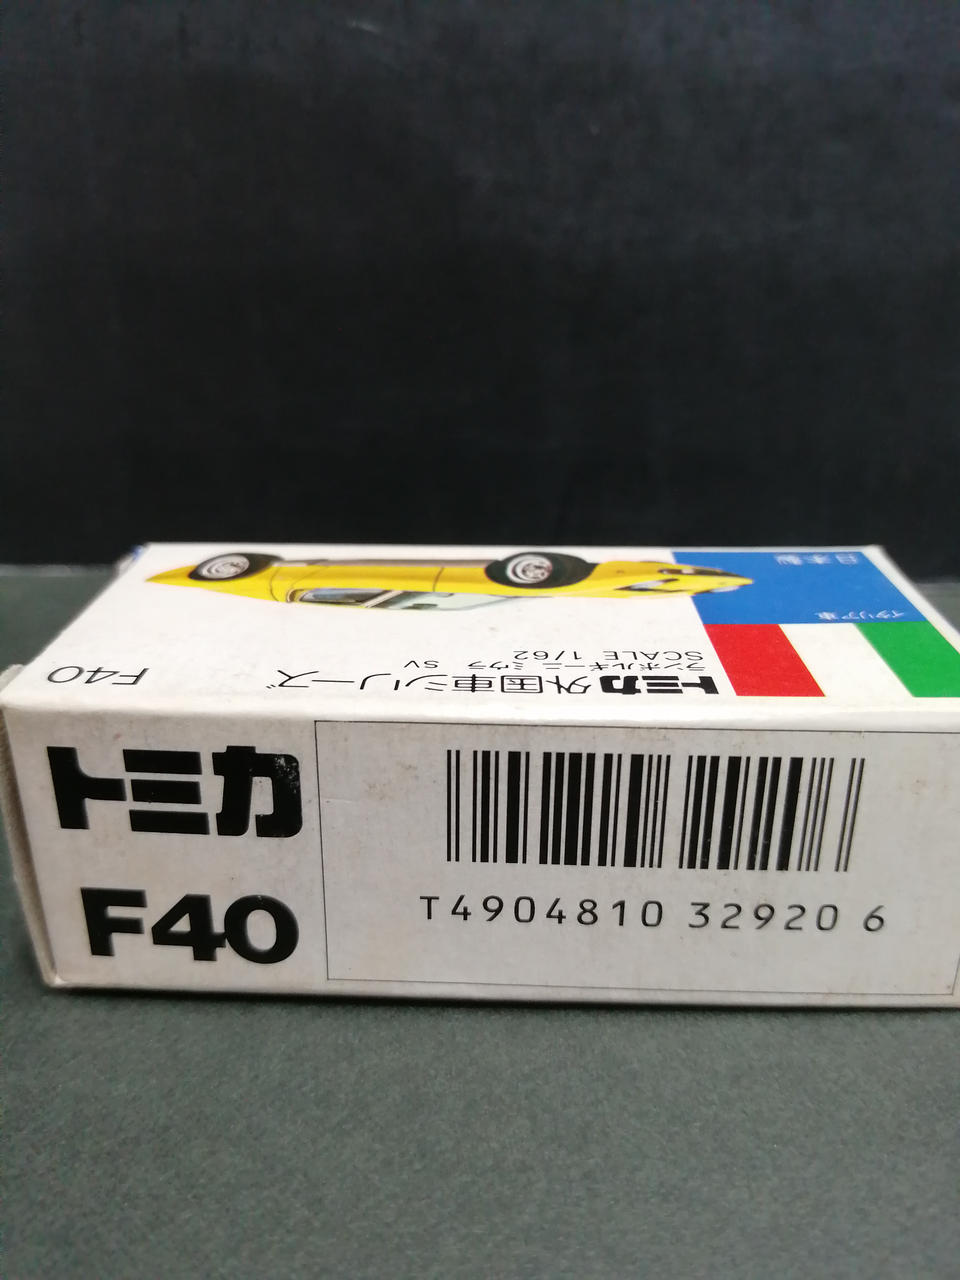 日本製
イタリア車
トミカ外国車シリーズ
ランボルギーニ ミウラ SV
SCALE 1/62
F40
トミカ
F40
T4904810 329206